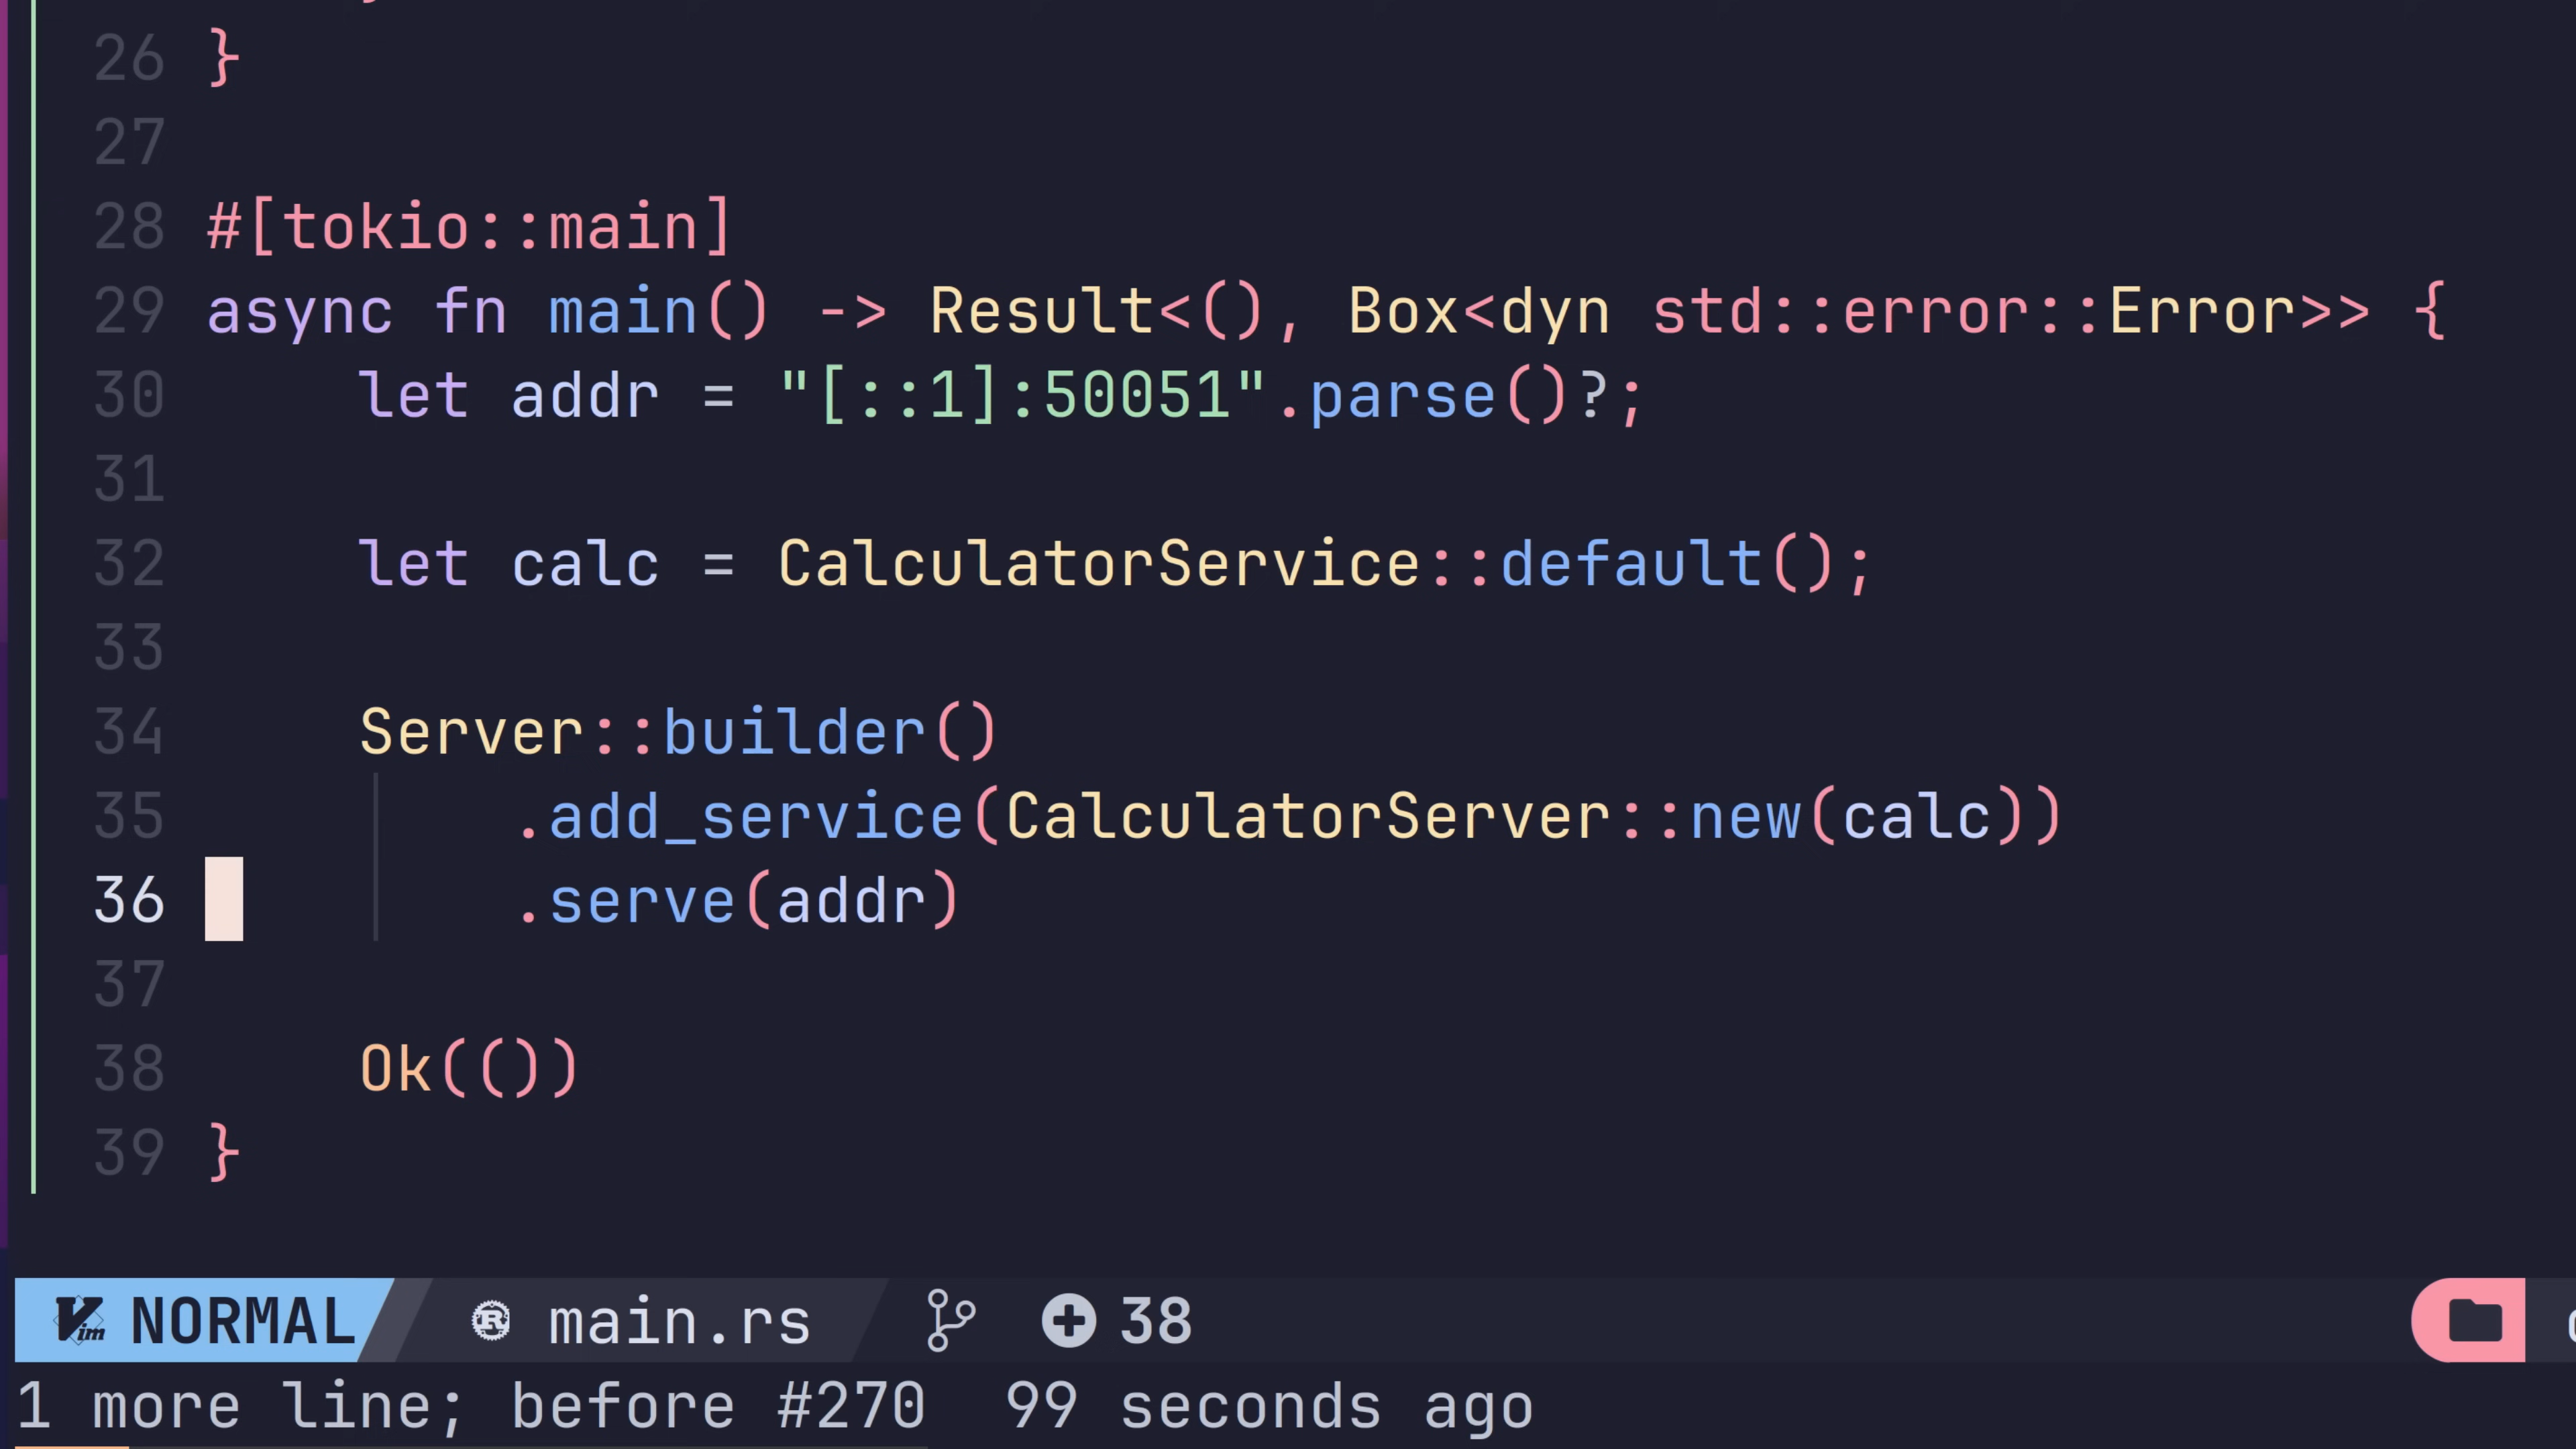 26 }
27
28 #[tokio::main]
29 async fn main() -> Result<(), Box<dyn std::error::Error>> {
30     let addr = "[::1]:50051".parse()?;
31
32     let calc = CalculatorService::default();
33
34     Server::builder()
35         .add_service(CalculatorServer::new(calc))
36         .serve(addr)
37
38     Ok(())
39 }
Vim NORMAL main.rs 38
1 more line; before #270  99 seconds ago